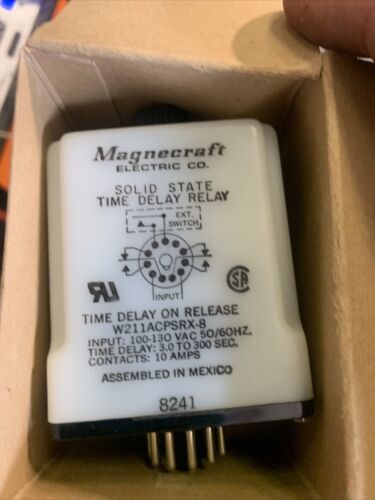 Magnecraft
ELECTRIC CO.
SOLID STATE
TIME DELAY RELAY
EXT.
SWITCH
INPUT
TIME DELAY ON RELEASE
W211ACPSRX-8
INPUT: 100-130 VAC 50/60HZ.
TIME DELAY: 3.0 TO 300 SEC.
CONTACTS: 10 AMPS
ASSEMBLED IN MEXICO
8241